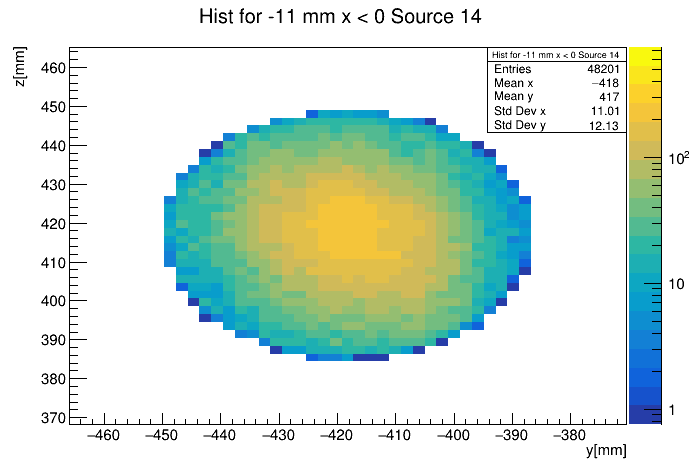 Hist for -11 mm x < 0 Source 14
z[mm]
Hist for -11 mm x < 0 Source 14
Entries 48201
Mean x −418
Mean y 417
Std Dev x 11.01
Std Dev y 12.13
460
450
440
430
420
410
400
390
380
370
10²
10
1
−460 −450 −440 −430 −420 −410 −400 −390 −380
y[mm]